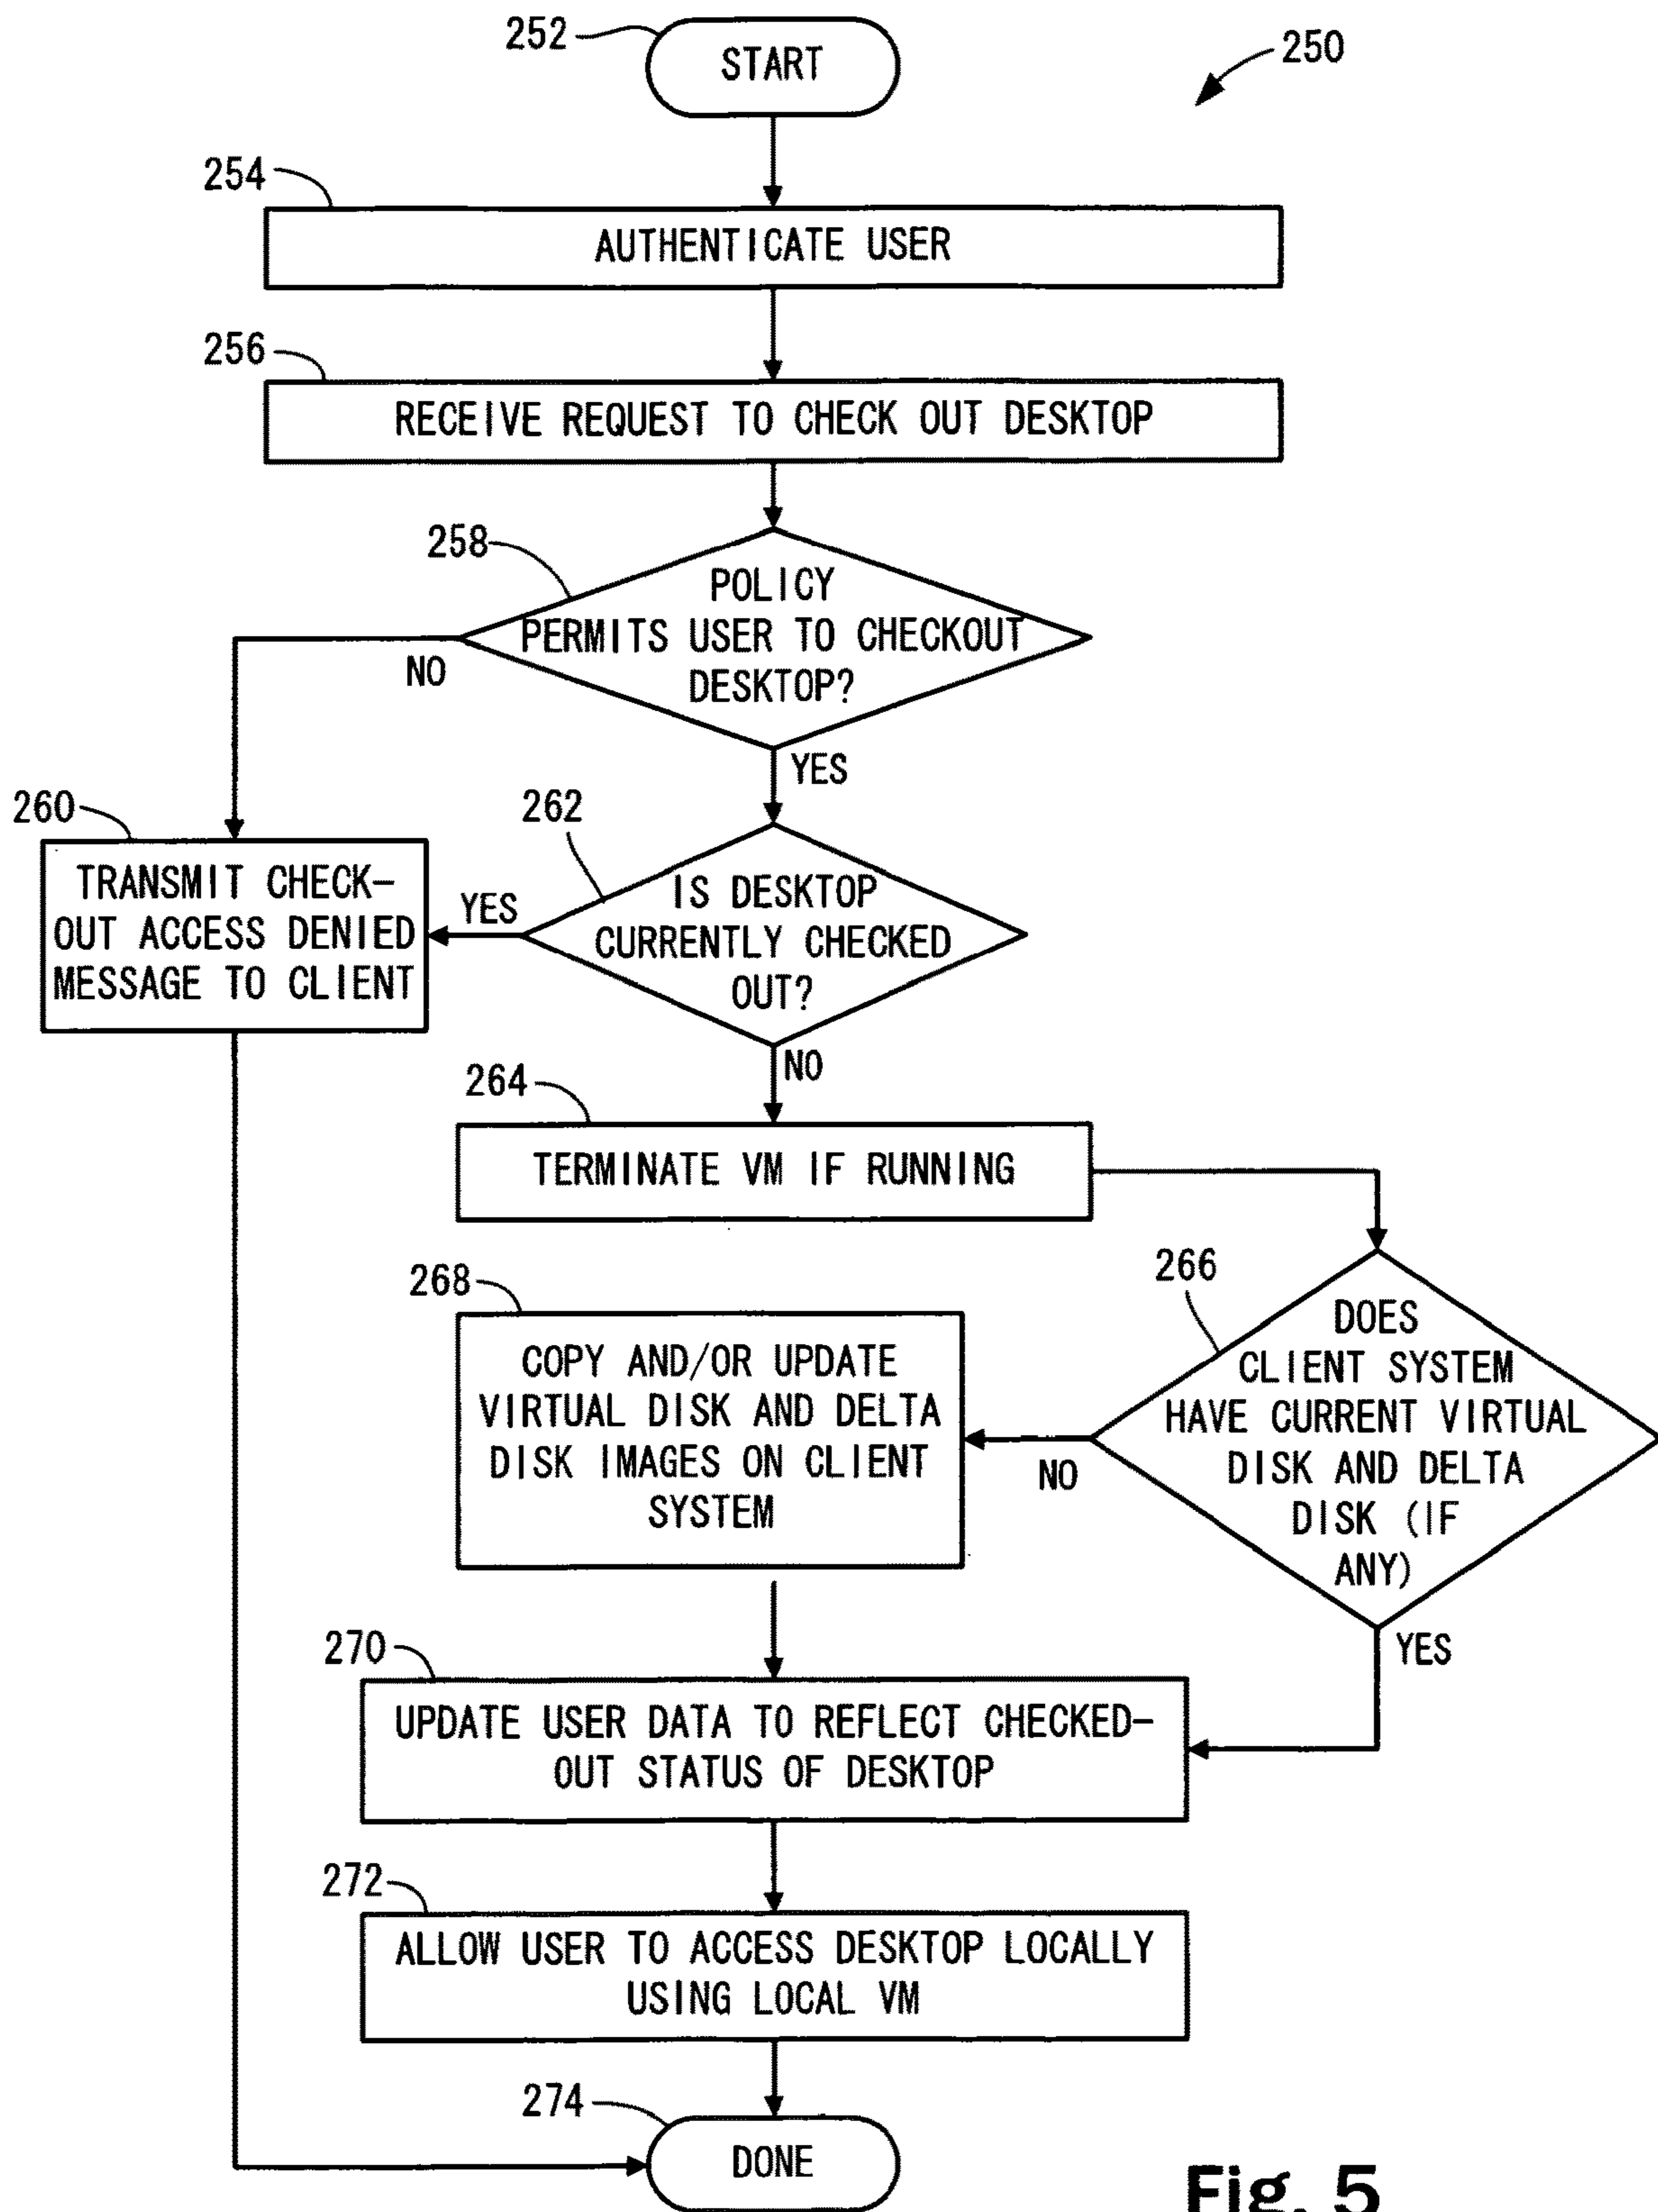 252
START
250
254
AUTHENTICATE USER
256
RECEIVE REQUEST TO CHECK OUT DESKTOP
258
POLICY
PERMITS USER TO CHECKOUT
DESKTOP?
NO
YES
260
TRANSMIT CHECK-
OUT ACCESS DENIED
MESSAGE TO CLIENT
262
YES
IS DESKTOP
CURRENTLY CHECKED
OUT?
NO
264
TERMINATE VM IF RUNNING
266
DOES
CLIENT SYSTEM
HAVE CURRENT VIRTUAL
DISK AND DELTA
DISK (IF
ANY)
NO
YES
268
COPY AND/OR UPDATE
VIRTUAL DISK AND DELTA
DISK IMAGES ON CLIENT
SYSTEM
270
UPDATE USER DATA TO REFLECT CHECKED-
OUT STATUS OF DESKTOP
272
ALLOW USER TO ACCESS DESKTOP LOCALLY
USING LOCAL VM
274
DONE
Fig. 5